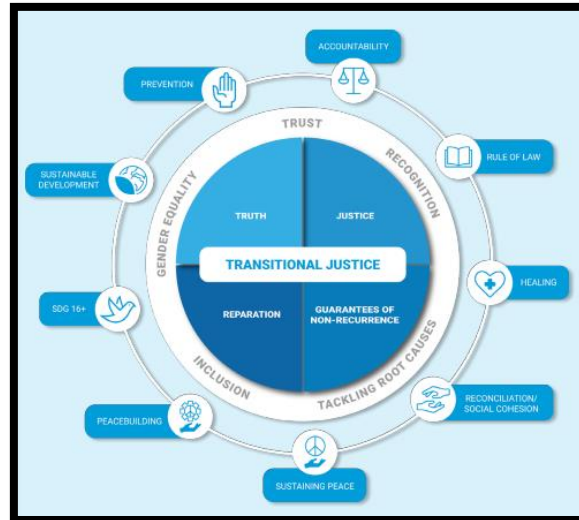 ACCOUNTABILITY
PREVENTION
TRUST
RULE OF LAW
SUSTAINABLE
DEVELOPMENT
GENDER EQUALITY
RECOGNITION
TRUTH
JUSTICE
TRANSITIONAL JUSTICE
HEALING
SDG 16+
REPARATION
GUARANTEES OF
NON-RECURRENCE
INCLUSION
TACKLING ROOT CAUSES
RECONCILIATION/
SOCIAL COHESION
PEACEBUILDING
SUSTAINING PEACE